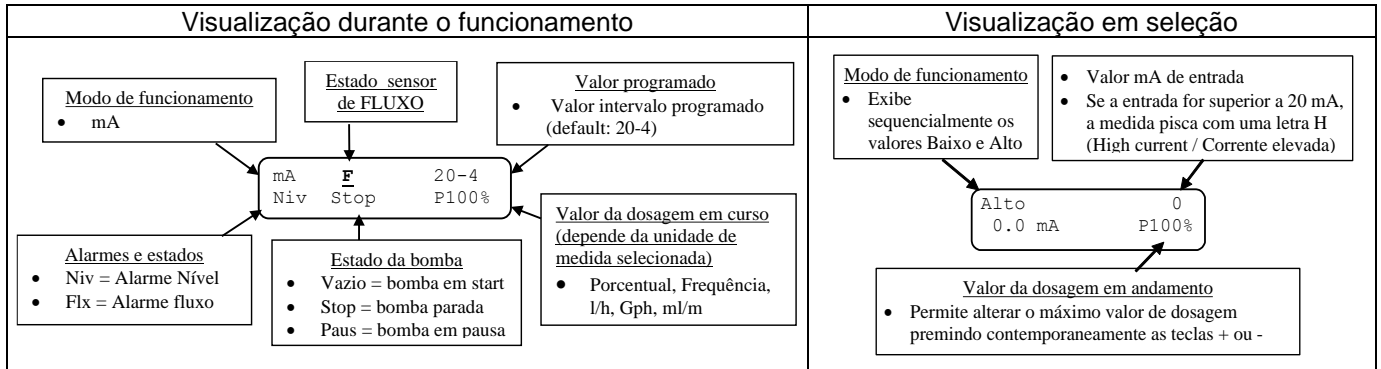 Visualização durante o funcionamento
Visualização em seleção
Modo de funcionamento
• mA
Estado sensor
de FLUXO
Valor programado
• Valor intervalo programado
(default: 20-4)
mA F 20-4
Niv Stop P100%
Alarmes e estados
• Niv = Alarme Nível
• Flx = Alarme fluxo
Estado da bomba
• Vazio = bomba em start
• Stop = bomba parada
• Paus = bomba em pausa
Valor da dosagem em curso
(depende da unidade de
medida selecionada)
• Porcentual, Frequência,
l/h, Gph, ml/m
Modo de funcionamento
• Exibe
sequencialmente os
valores Baixo e Alto
• Valor mA de entrada
• Se a entrada for superior a 20 mA,
a medida pisca com uma letra H
(High current / Corrente elevada)
Alto 0
0.0 mA P100%
Valor da dosagem em andamento
• Permite alterar o máximo valor de dosagem
premindo contemporaneamente as teclas + ou -